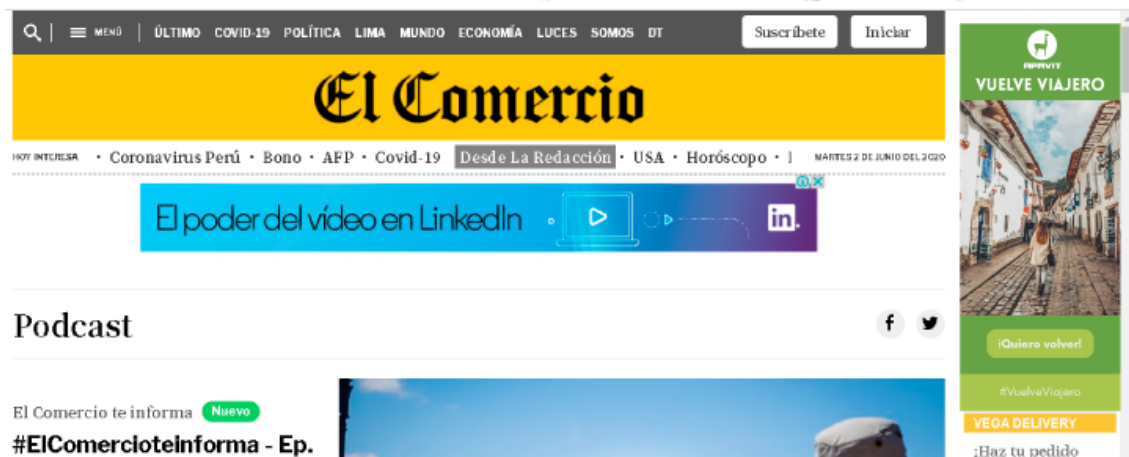 MENÚ ÚLTIMO COVID-19 POLÍTICA LIMA MUNDO ECONOMÍA LUCES SOMOS DT Suscríbete Iniciar
El Comercio
HOY INTERESA • Coronavirus Perú • Bono • AFP • Covid-19 Desde La Redacción • USA • Horóscopo • MARTES 2 DE JUNIO DEL 2020
El poder del vídeo en LinkedIn in.
Podcast
El Comercio te informa Nuevo
#ElComercioteinforma - Ep.
APAVIT
VUELVE VIAJERO
¡Quiero volver!
#VuelveViajero
VEGA DELIVERY
¡Haz tu pedido